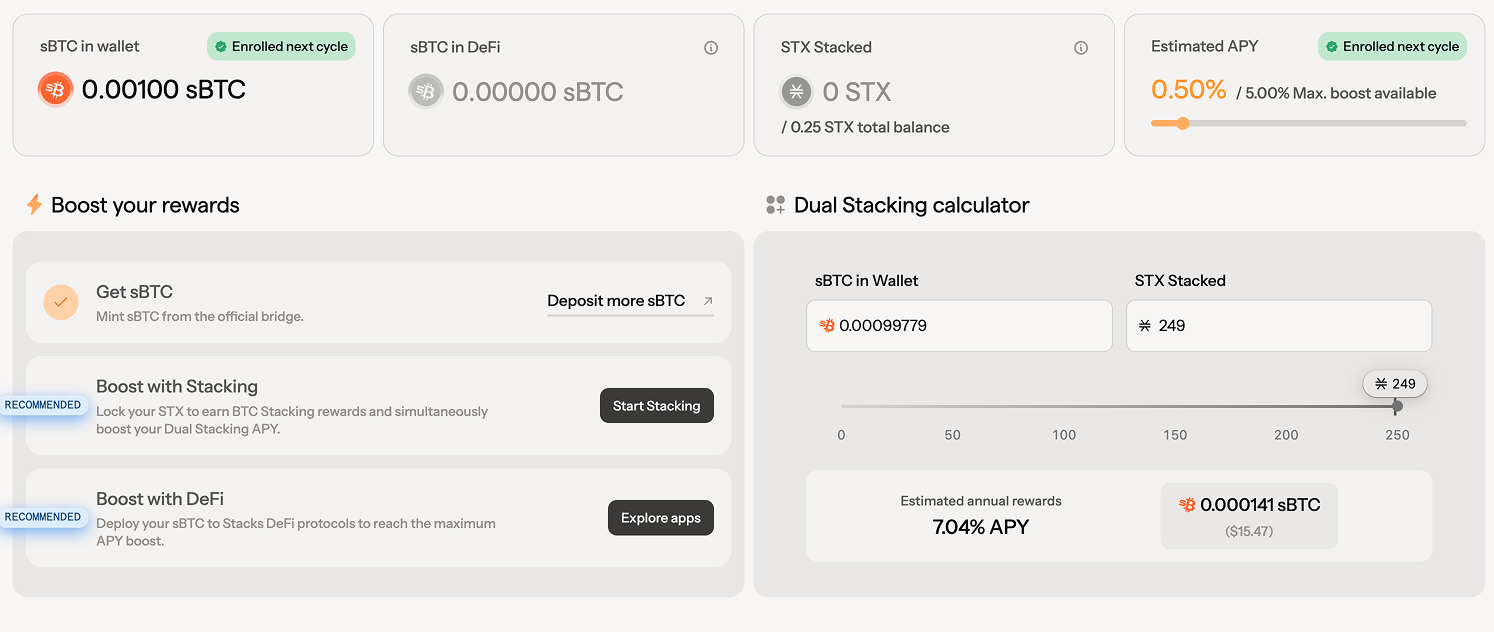 sBTC in wallet
Enrolled next cycle
0.00100 sBTC
sBTC in DeFi
0.00000 sBTC
STX Stacked
0 STX
/ 0.25 STX total balance
Estimated APY
Enrolled next cycle
0.50% / 5.00% Max. boost available
Boost your rewards
Get sBTC
Mint sBTC from the official bridge.
Deposit more sBTC
RECOMMENDED
Boost with Stacking
Lock your STX to earn BTC Stacking rewards and simultaneously
boost your Dual Stacking APY.
Start Stacking
RECOMMENDED
Boost with DeFi
Deploy your sBTC to Stacks DeFi protocols to reach the maximum
APY boost.
Explore apps
Dual Stacking calculator
sBTC in Wallet
0.00099779
STX Stacked
249
249
0 50 100 150 200 250
Estimated annual rewards
7.04% APY
0.000141 sBTC
($15.47)